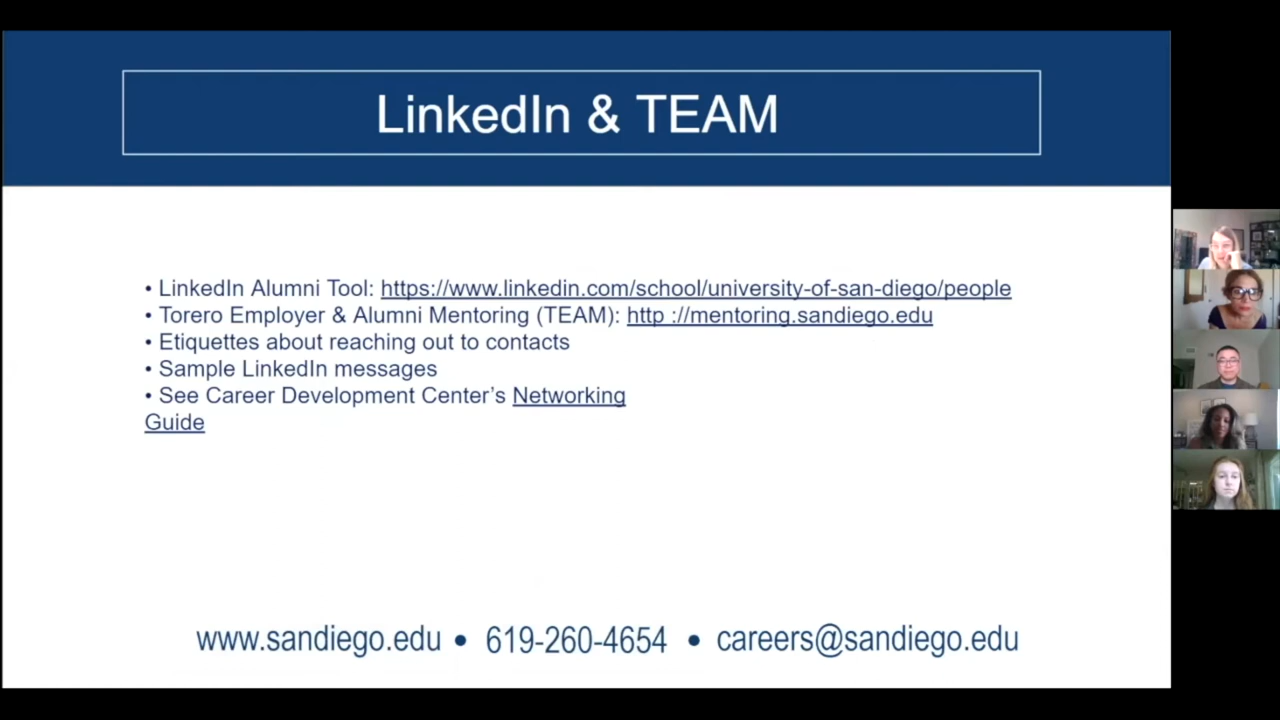 LinkedIn & TEAM
• LinkedIn Alumni Tool: https://www.linkedin.com/school/university-of-san-diego/people
• Torero Employer & Alumni Mentoring (TEAM): http ://mentoring.sandiego.edu
• Etiquettes about reaching out to contacts
• Sample LinkedIn messages
• See Career Development Center’s Networking
Guide
www.sandiego.edu • 619-260-4654 • careers@sandiego.edu